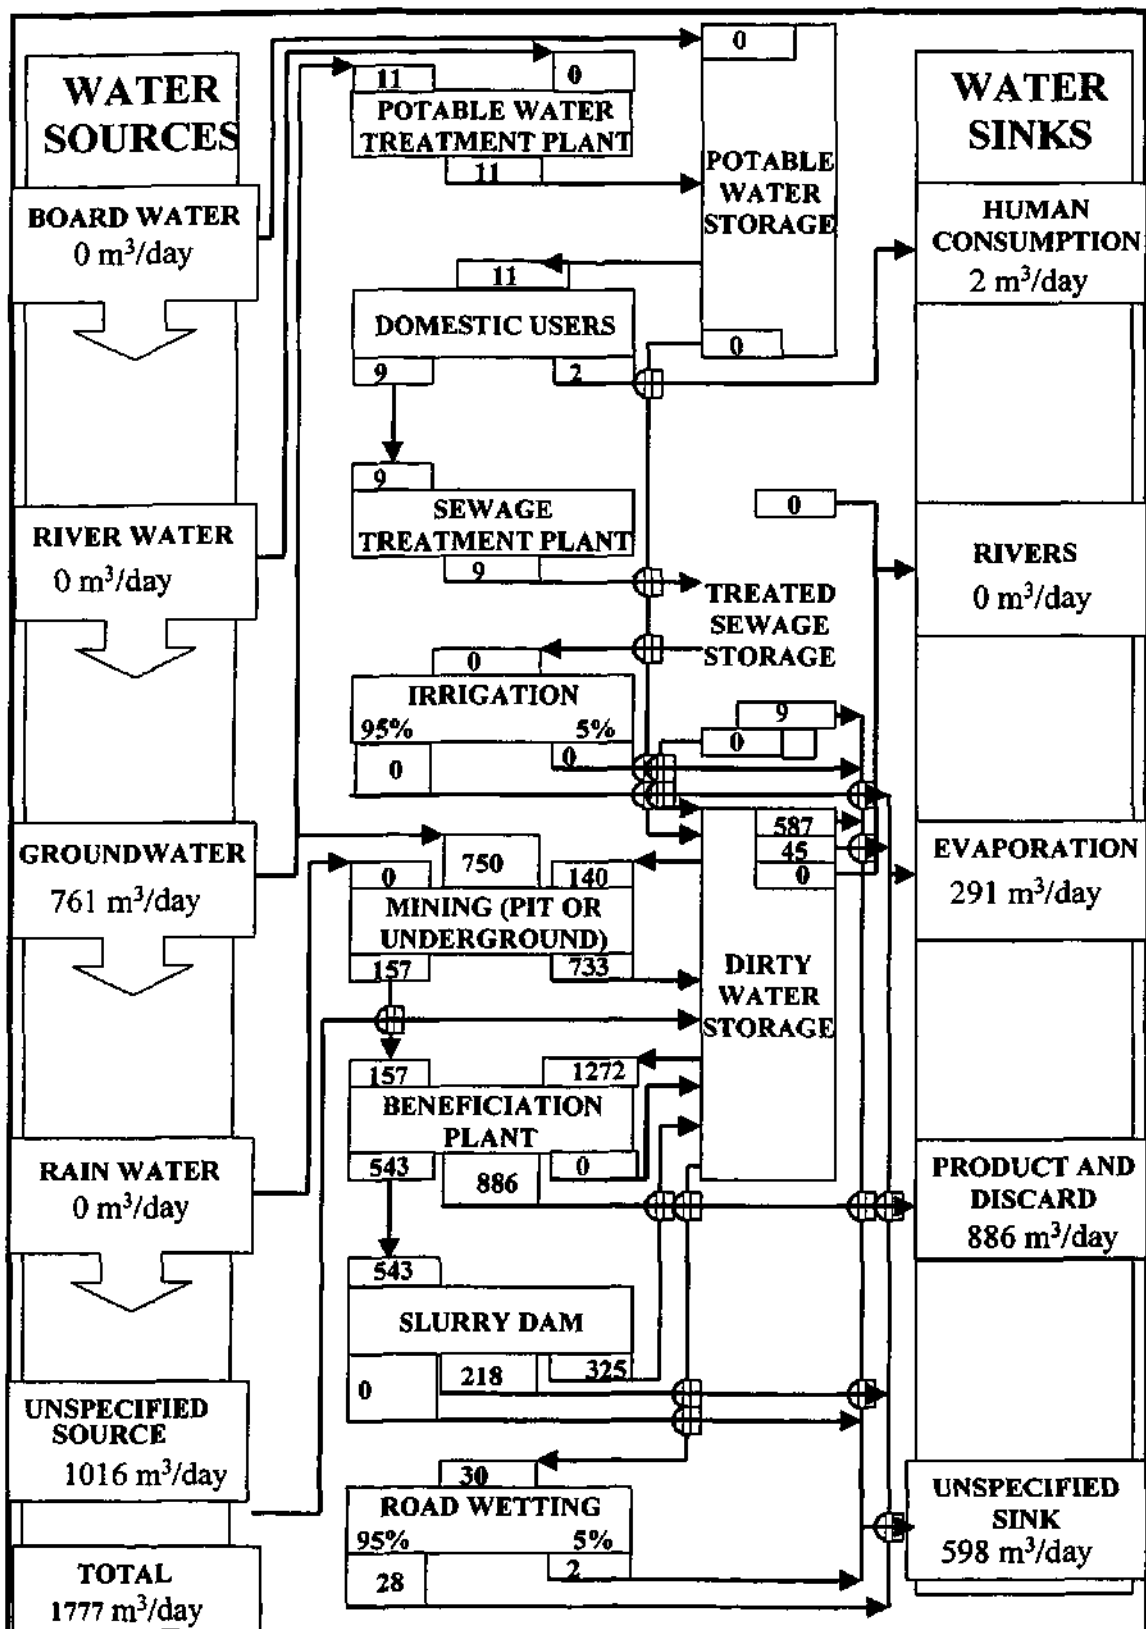 WATER
SOURCES
BOARD WATER
0 m³/day
RIVER WATER
0 m³/day
GROUNDWATER
761 m³/day
RAIN WATER
0 m³/day
UNSPECIFIED
SOURCE
1016 m³/day
TOTAL
1777 m³/day
11
0
POTABLE WATER
TREATMENT PLANT
11
11
DOMESTIC USERS
9
2
9
SEWAGE
TREATMENT PLANT
9
0
IRRIGATION
95%
5%
0
0
0
750
140
MINING (PIT OR
UNDERGROUND)
157
733
157
1272
BENEFICIATION
PLANT
543
886
0
543
SLURRY DAM
0
218
325
30
ROAD WETTING
95%
5%
28
2
0
POTABLE
WATER
STORAGE
0
0
TREATED
SEWAGE
STORAGE
9
0
587
45
0
DIRTY
WATER
STORAGE
WATER
SINKS
HUMAN
CONSUMPTION
2 m³/day
RIVERS
0 m³/day
EVAPORATION
291 m³/day
PRODUCT AND
DISCARD
886 m³/day
UNSPECIFIED
SINK
598 m³/day